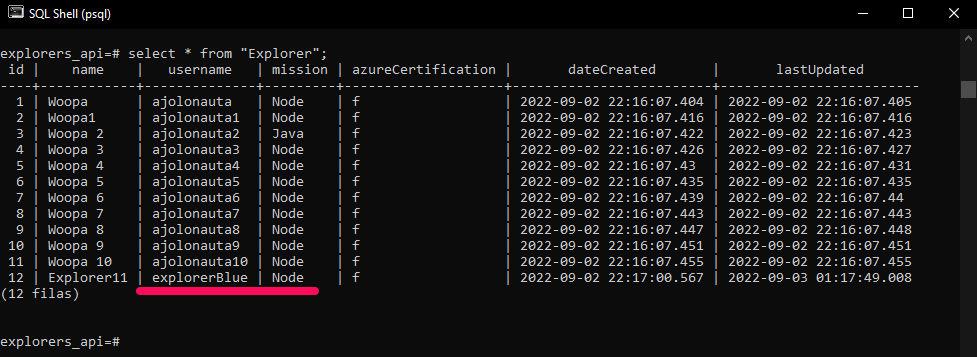 SQL Shell (psql)
explorers_api=# select * from "Explorer";
 id |    name    |   username   | mission | azureCertification |       dateCreated       |       lastUpdated
----+------------+--------------+---------+--------------------+-------------------------+-------------------------
  1 | Woopa      | ajolonauta   | Node    | f                  | 2022-09-02 22:16:07.404 | 2022-09-02 22:16:07.405
  2 | Woopa1     | ajolonauta1  | Node    | f                  | 2022-09-02 22:16:07.416 | 2022-09-02 22:16:07.416
  3 | Woopa 2    | ajolonauta2  | Java    | f                  | 2022-09-02 22:16:07.422 | 2022-09-02 22:16:07.423
  4 | Woopa 3    | ajolonauta3  | Node    | f                  | 2022-09-02 22:16:07.426 | 2022-09-02 22:16:07.427
  5 | Woopa 4    | ajolonauta4  | Node    | f                  | 2022-09-02 22:16:07.43  | 2022-09-02 22:16:07.431
  6 | Woopa 5    | ajolonauta5  | Node    | f                  | 2022-09-02 22:16:07.435 | 2022-09-02 22:16:07.435
  7 | Woopa 6    | ajolonauta6  | Node    | f                  | 2022-09-02 22:16:07.439 | 2022-09-02 22:16:07.44
  8 | Woopa 7    | ajolonauta7  | Node    | f                  | 2022-09-02 22:16:07.443 | 2022-09-02 22:16:07.443
  9 | Woopa 8    | ajolonauta8  | Node    | f                  | 2022-09-02 22:16:07.447 | 2022-09-02 22:16:07.448
 10 | Woopa 9    | ajolonauta9  | Node    | f                  | 2022-09-02 22:16:07.451 | 2022-09-02 22:16:07.451
 11 | Woopa 10   | ajolonauta10 | Node    | f                  | 2022-09-02 22:16:07.455 | 2022-09-02 22:16:07.455
 12 | Explorer11 | explorerBlue | Node    | f                  | 2022-09-02 22:17:00.567 | 2022-09-03 01:17:49.008
(12 filas)
explorers_api=#